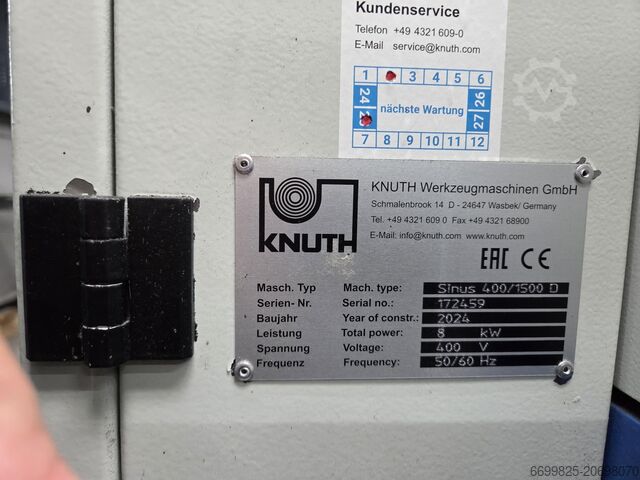 Kundenservice
Telefon +49 4321 609-0
E-Mail service@knuth.com
1 3 4 5 6
24 nächste Wartung 26
27
7 8 9 10 11 12
KNUTH
KNUTH Werkzeugmaschinen GmbH
Schmalenbrook 14 D - 24647 Wasbek/ Germany
Tel. +49 4321 609 0 Fax +49 4321 68900
E-Mail: info@knuth.com www.knuth.com
EAC CE
Masch. Typ Mach. type: Sinus 400/1500 D
Serien- Nr. Serial no.: 172459
Baujahr Year of constr.: 2024
Leistung Total power: 8 kW
Spannung Voltage: 400 V
Frequenz Frequency: 50/60 Hz
6699825-20698070